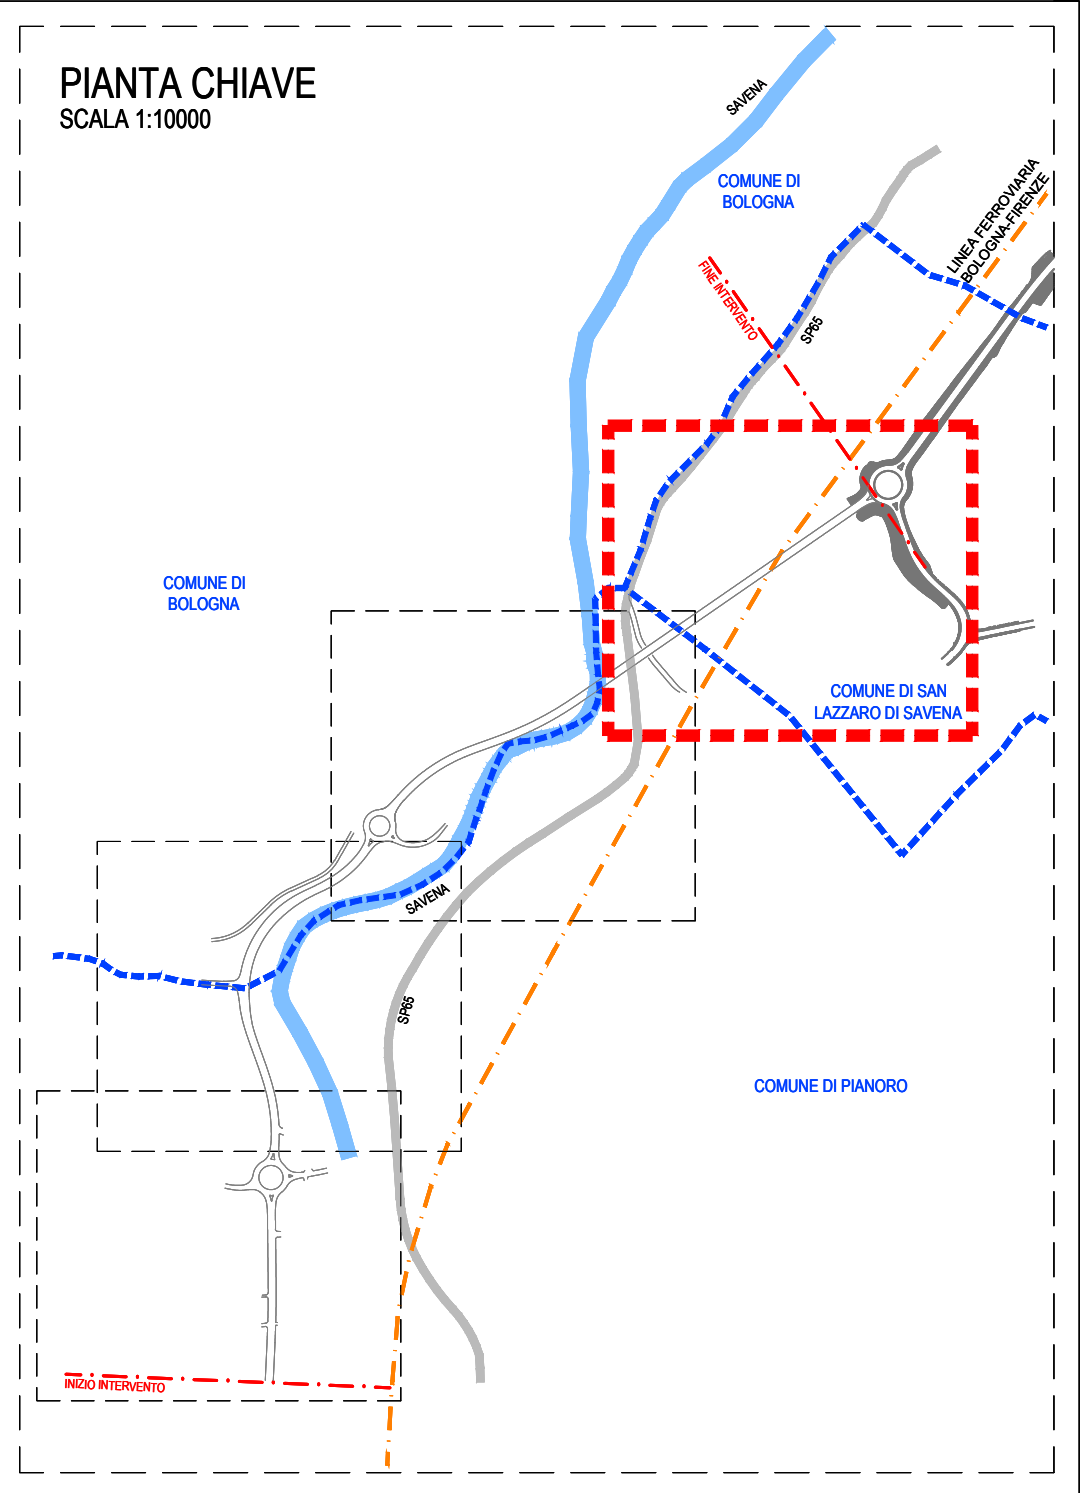 PIANTA CHIAVE
SCALA 1:10000
SAVENA
COMUNE DI
BOLOGNA
LINEA FERROVIARIA
BOLOGNA-FIRENZE
FINE INTERVENTO
SP65
COMUNE DI
BOLOGNA
COMUNE DI SAN
LAZZARO DI SAVENA
SAVENA
SP65
COMUNE DI PIANORO
INIZIO INTERVENTO